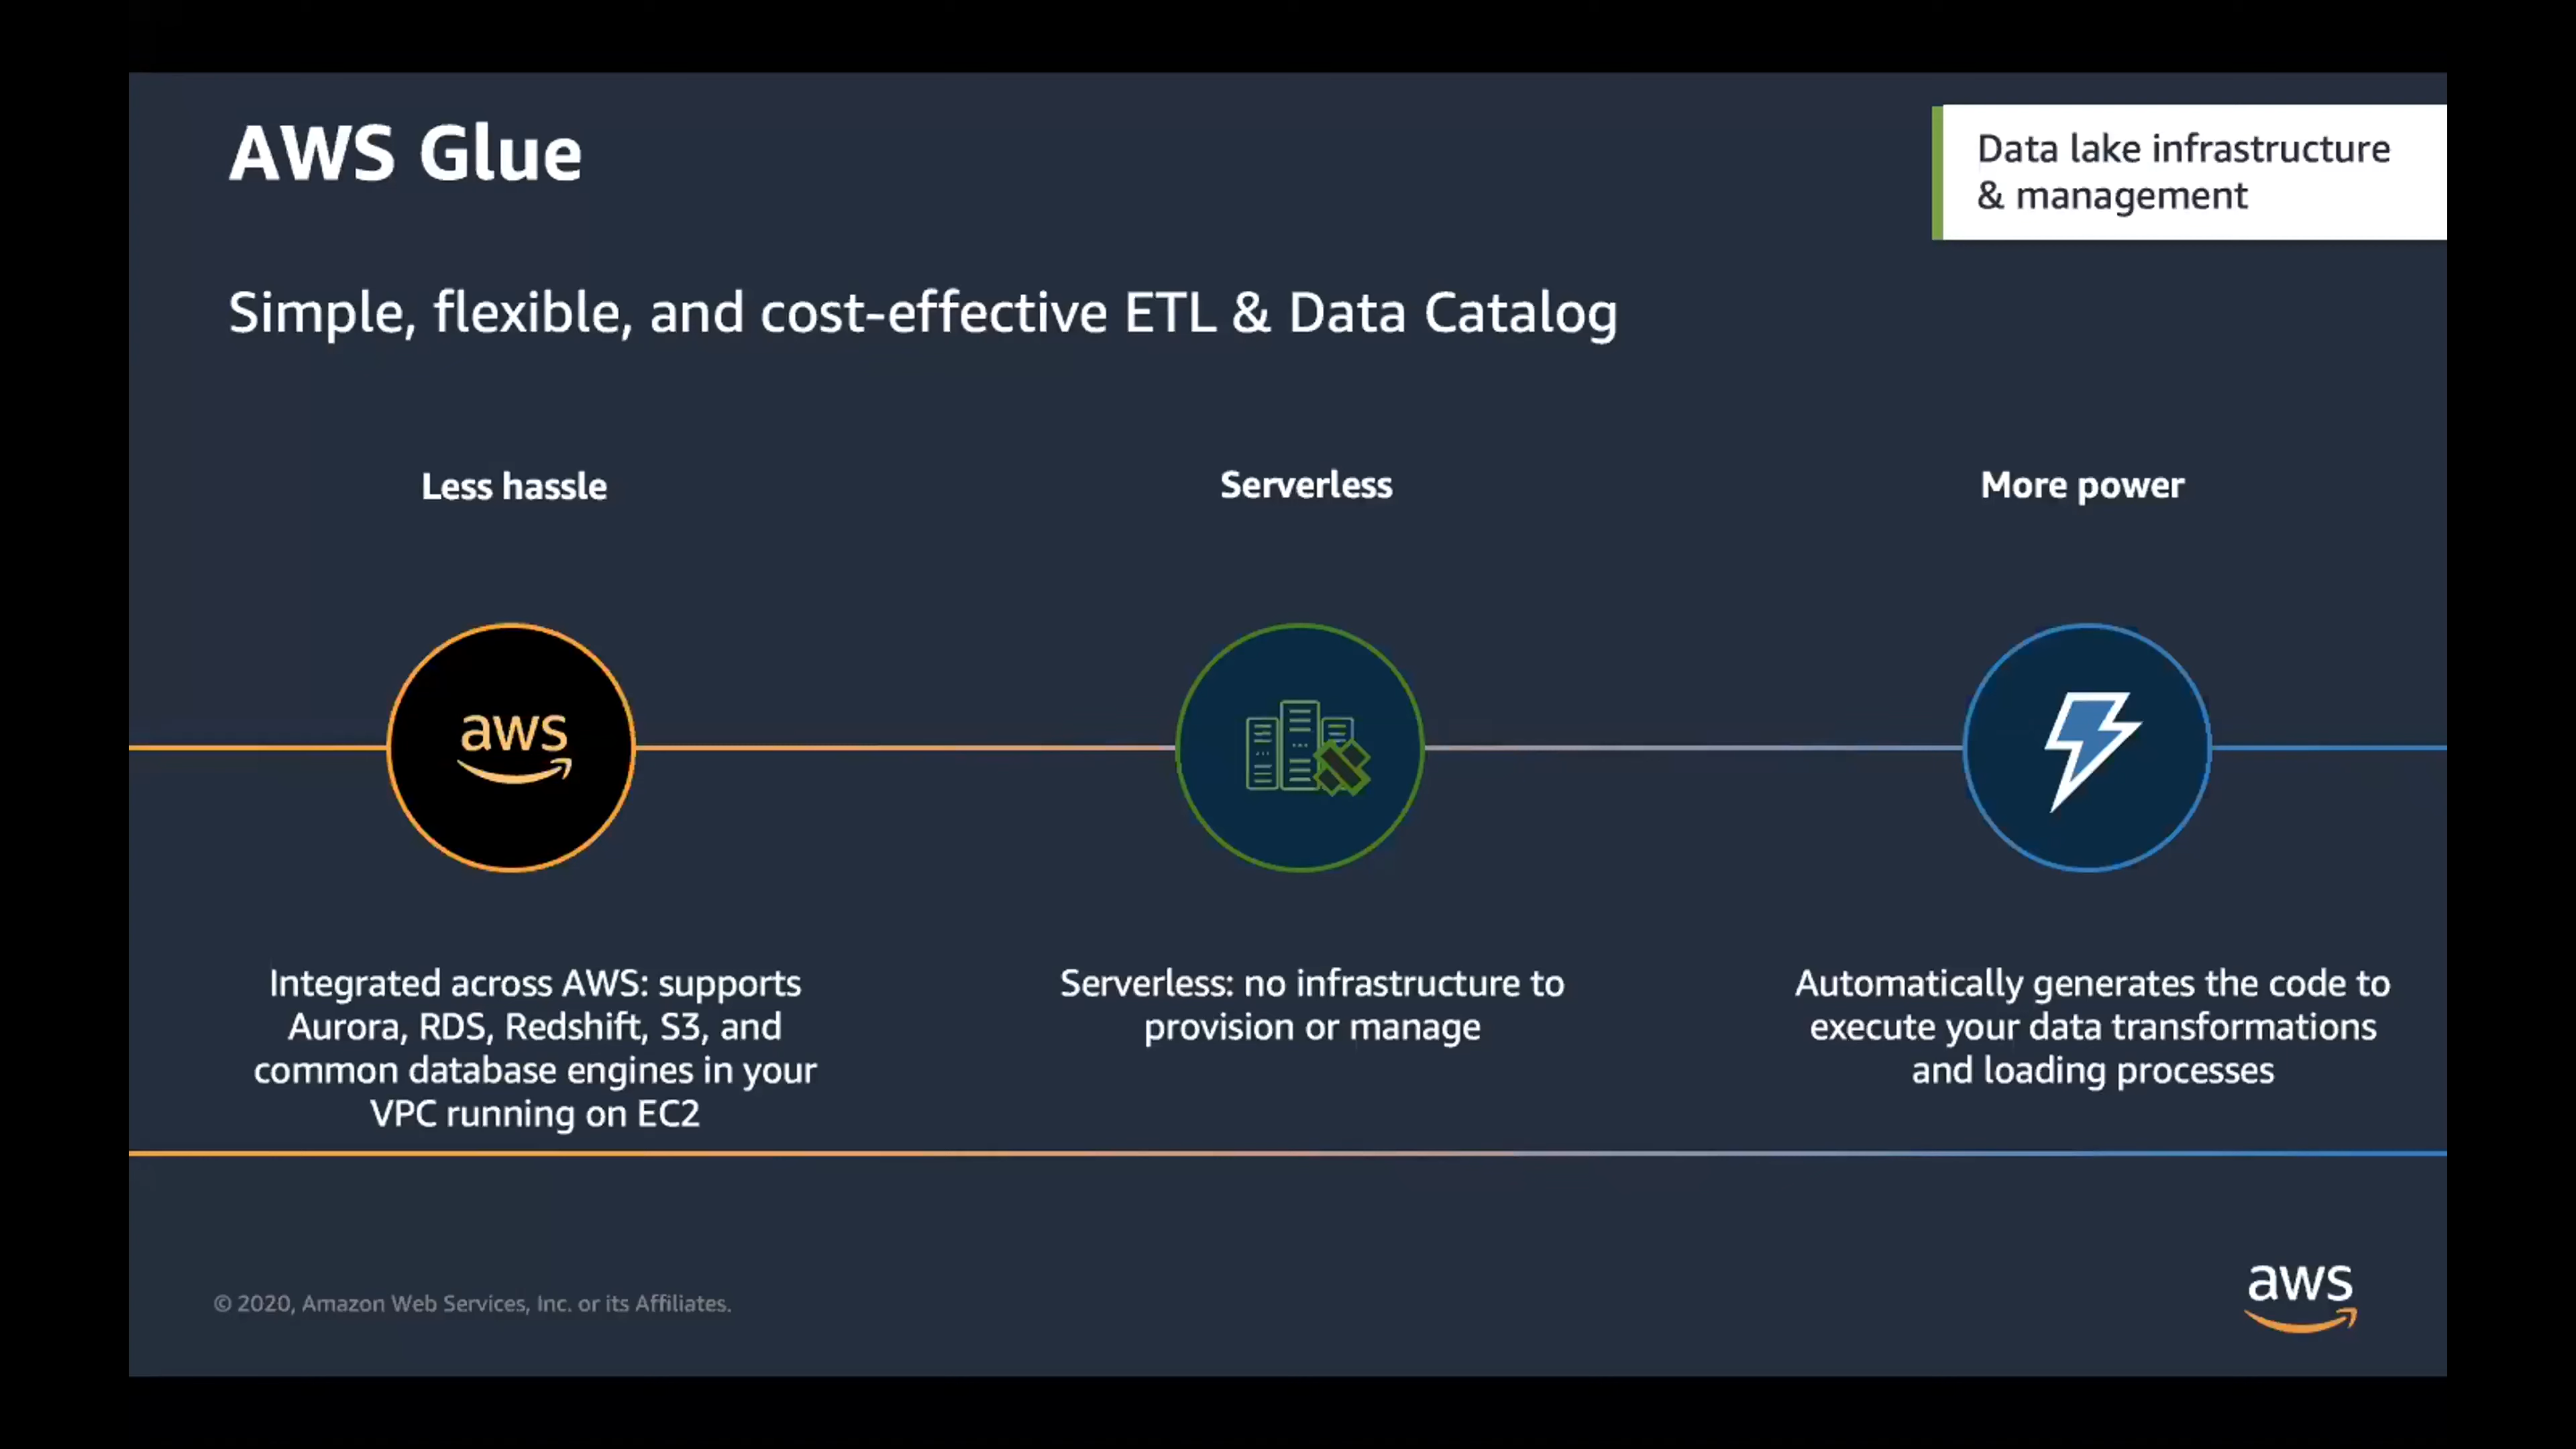 AWS Glue
Data lake infrastructure
& management
Simple, flexible, and cost-effective ETL & Data Catalog
Less hassle
Serverless
More power
aws
Integrated across AWS: supports
Aurora, RDS, Redshift, S3, and
common database engines in your
VPC running on EC2
Serverless: no infrastructure to
provision or manage
Automatically generates the code to
execute your data transformations
and loading processes
© 2020, Amazon Web Services, Inc. or its Affiliates.
aws